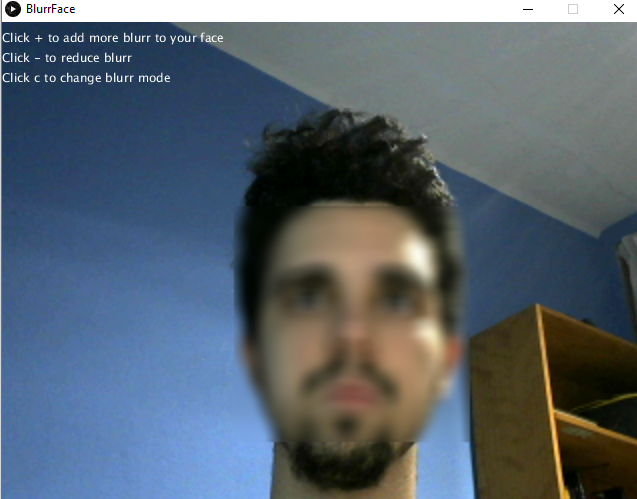 BlurrFace
Click + to add more blurr to your face
Click - to reduce blurr
Click c to change blurr mode